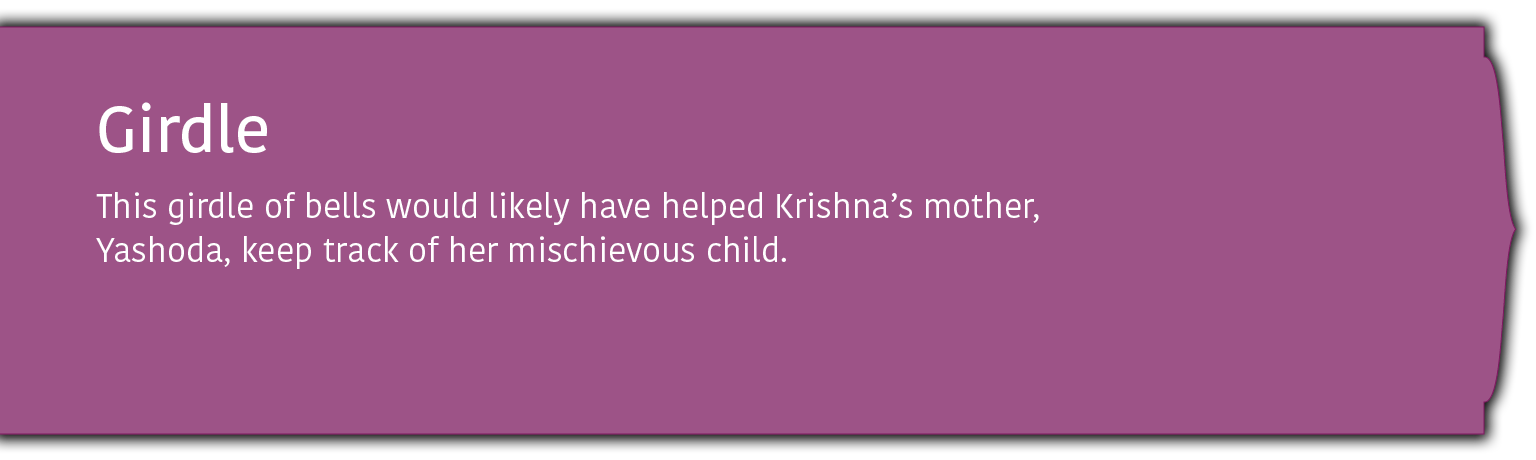 Girdle
This girdle of bells would likely have helped Krishna’s mother,
Yashoda, keep track of her mischievous child.